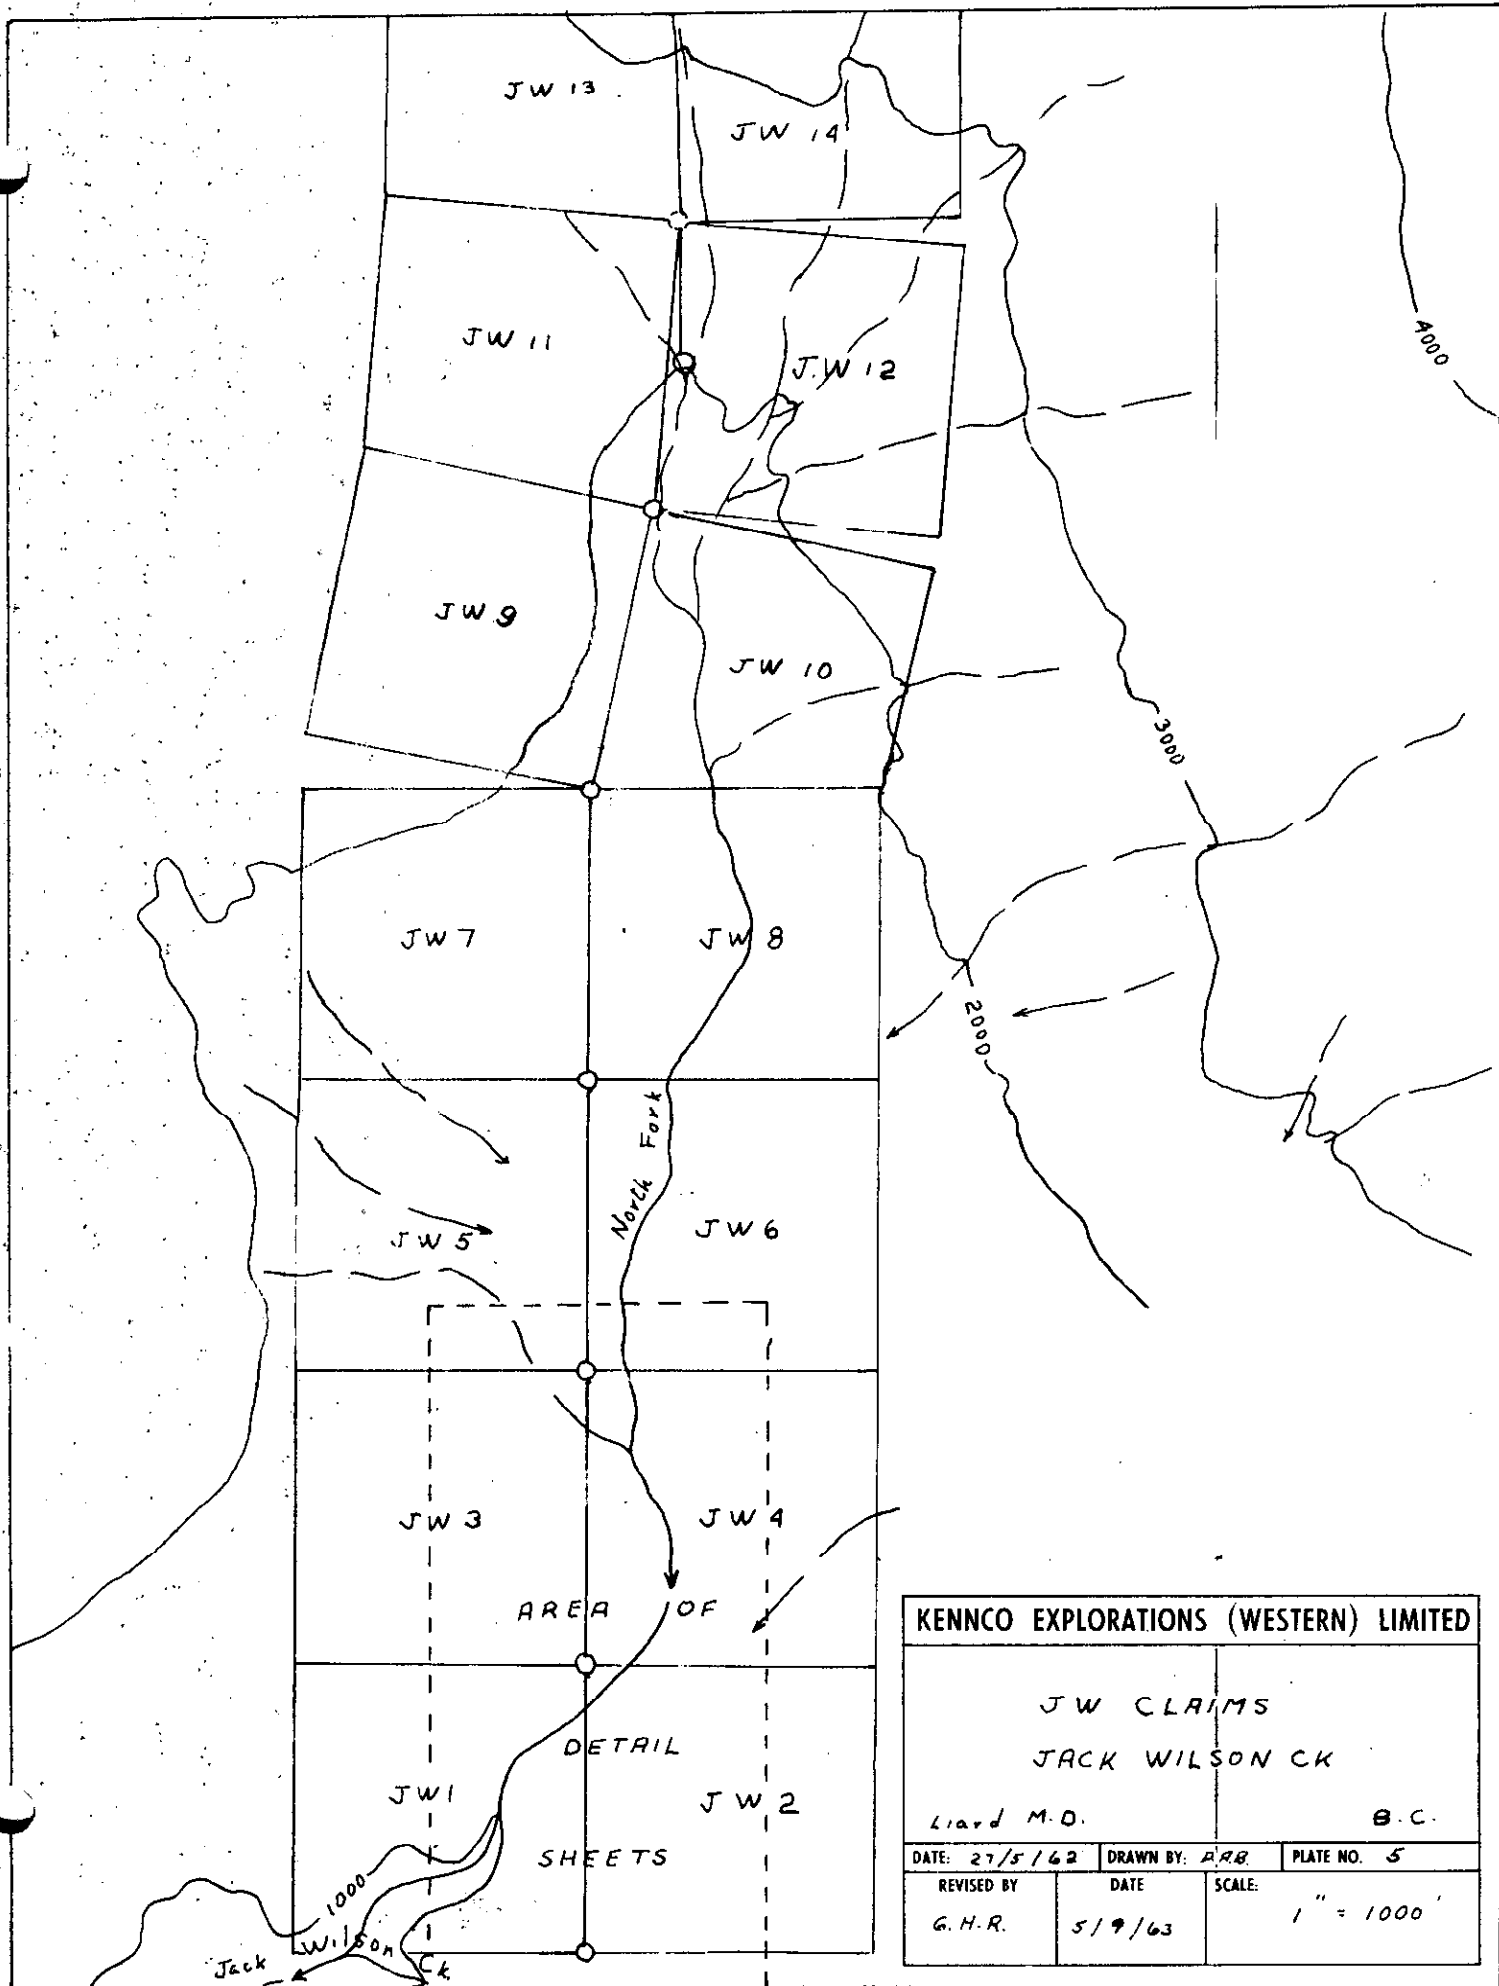 JW 13
JW 14
JW 11
J.W 12
4000
JW 9
JW 10
3000
JW 7
JW 8
2000
North Fork
JW 5
JW 6
JW 3
JW 4
AREA OF
DETAIL
JW1
JW 2
SHEETS
1000
Jack Wilson Ck.
KENNCO EXPLORATIONS (WESTERN) LIMITED
JW CLAIMS
JACK WILSON CK
Liard M.D. B.C.
DATE: 27/5/62 DRAWN BY: PLATE NO. 5
REVISED BY DATE SCALE:
G.H.R. 5/9/63 1" = 1000'